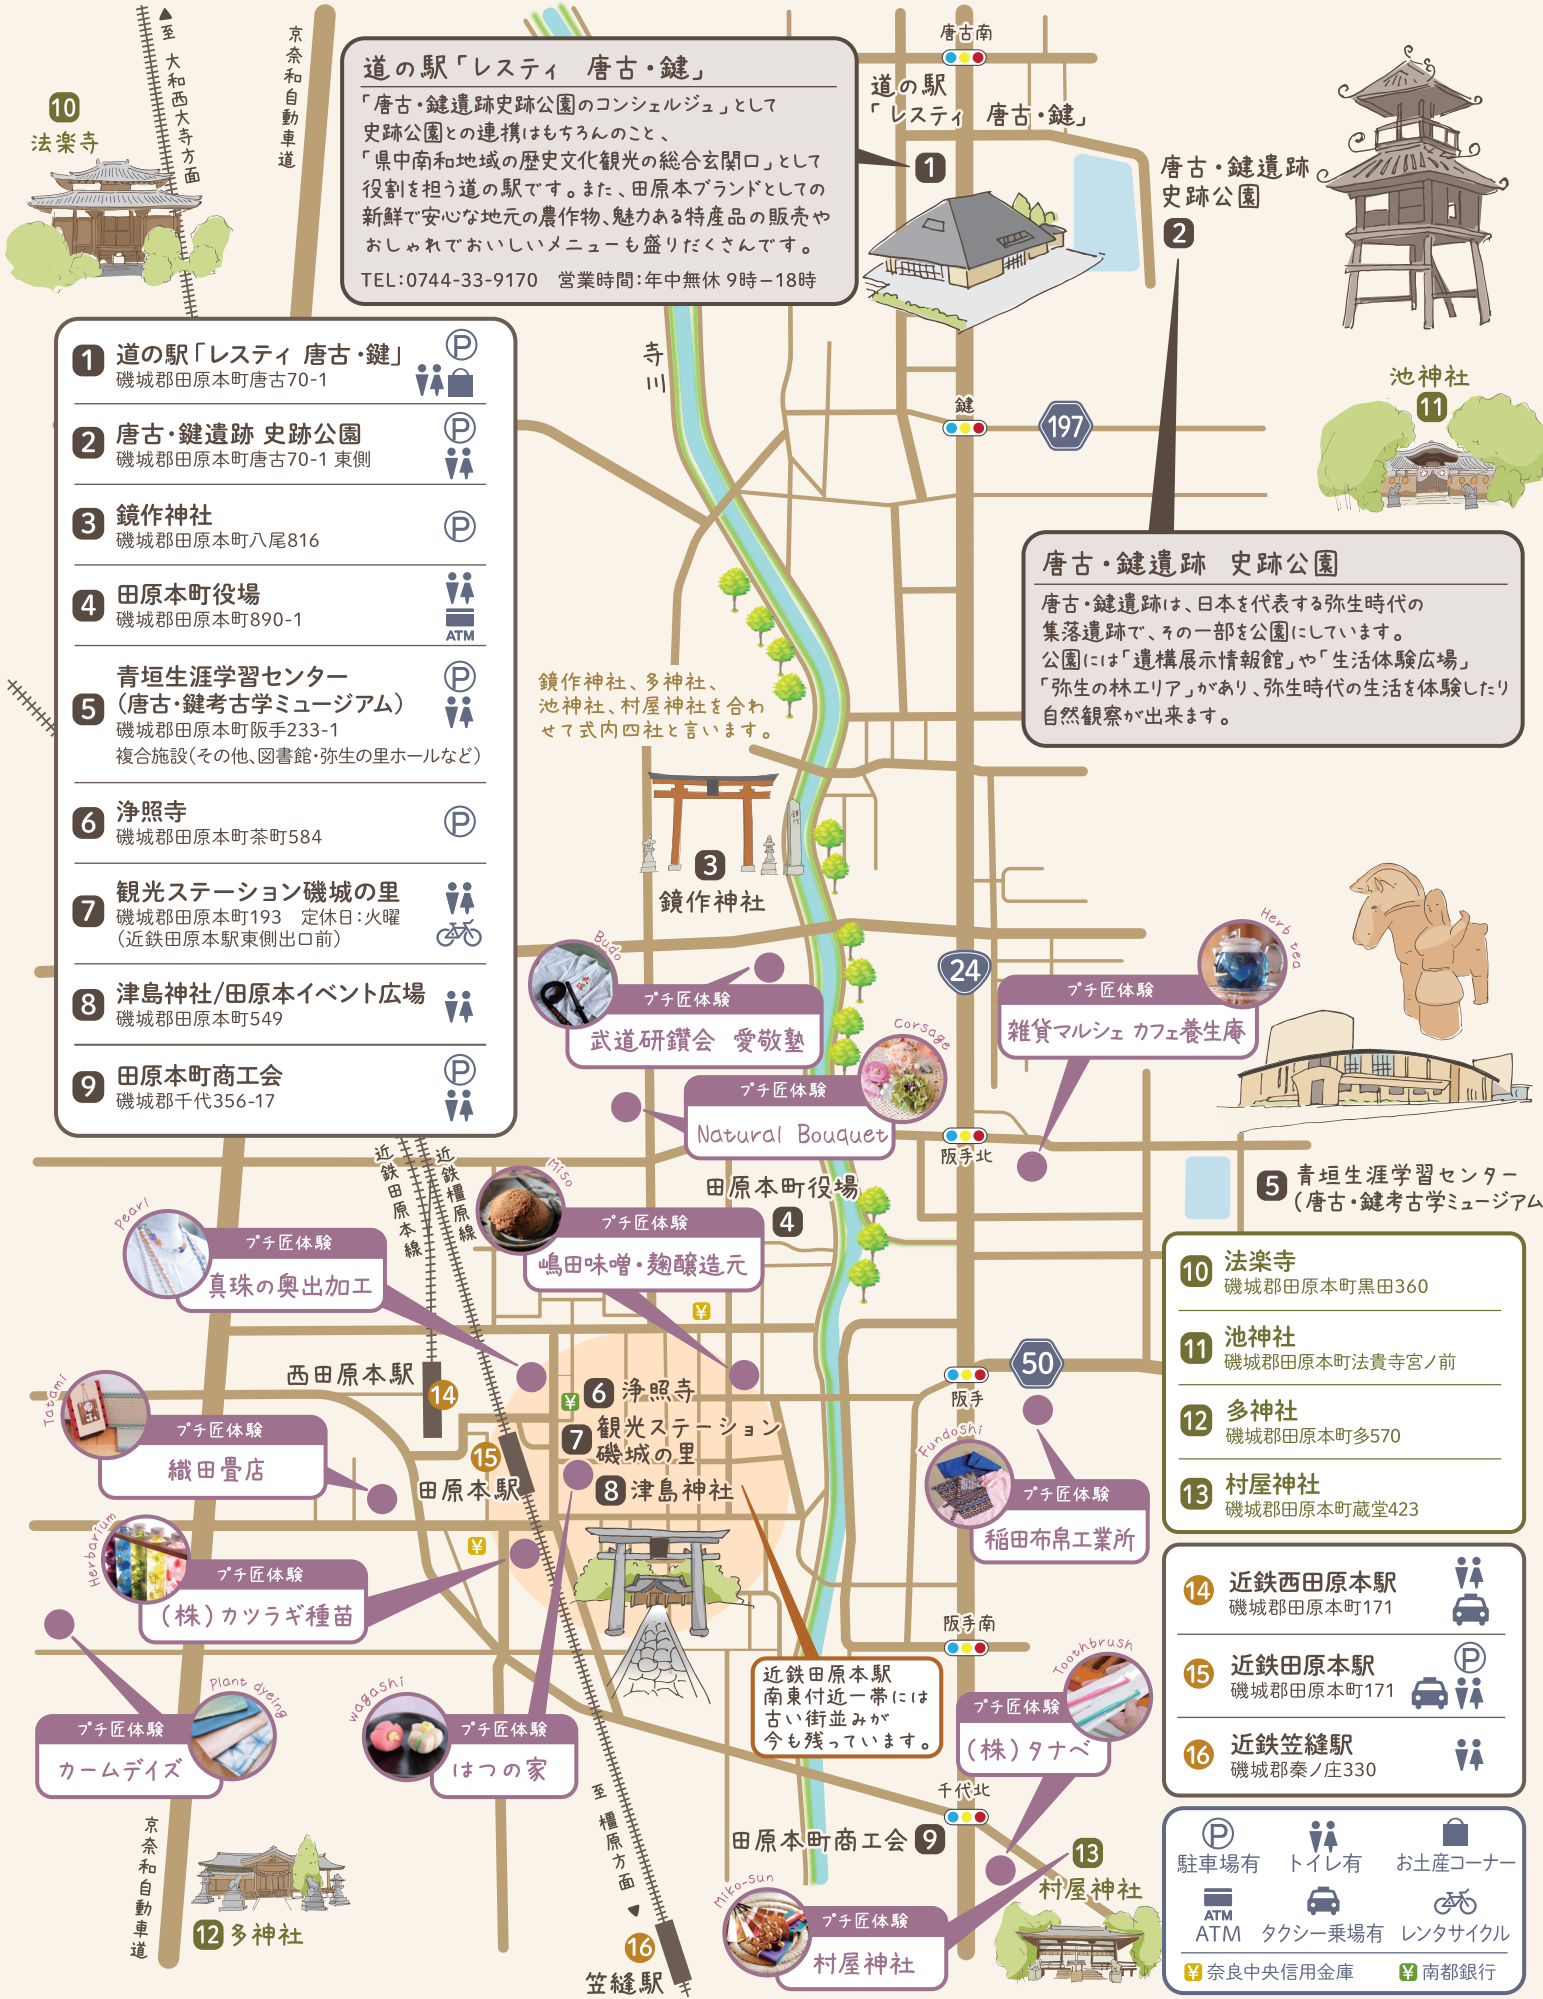 至 大和西大寺方面
京奈和自動車道
10
法楽寺
道の駅「レスティ 唐古・鍵」
「唐古・鍵遺跡史跡公園のコンシェルジュ」として
史跡公園との連携はもちろんのこと、
「県中南和地域の歴史文化観光の総合玄関口」として
役割を担う道の駅です。また、田原本ブランドとしての
新鮮で安心な地元の農作物、魅力ある特産品の販売や
おしゃれでおいしいメニューも盛りだくさんです。
TEL:0744-33-9170 営業時間:年中無休 9時−18時
唐古南
道の駅
「レスティ 唐古・鍵」
1
唐古・鍵遺跡
史跡公園
2
池神社
11
寺川
鍵
197
唐古・鍵遺跡 史跡公園
唐古・鍵遺跡は、日本を代表する弥生時代の
集落遺跡で、その一部を公園にしています。
公園には「遺構展示情報館」や「生活体験広場」
「弥生の林エリア」があり、弥生時代の生活を体験したり
自然観察が出来ます。
1
道の駅「レスティ 唐古・鍵」
磯城郡田原本町唐古70-1
P
2
唐古・鍵遺跡 史跡公園
磯城郡田原本町唐古70-1 東側
P
3
鏡作神社
磯城郡田原本町八尾816
P
4
田原本町役場
磯城郡田原本町890-1
ATM
5
青垣生涯学習センター
(唐古・鍵考古学ミュージアム)
磯城郡田原本町阪手233-1
複合施設(その他、図書館・弥生の里ホールなど)
P
6
浄照寺
磯城郡田原本町茶町584
P
7
観光ステーション磯城の里
磯城郡田原本町193 定休日:火曜
(近鉄田原本駅東側出口前)
8
津島神社/田原本イベント広場
磯城郡田原本町549
9
田原本町商工会
磯城郡千代356-17
P
鏡作神社、多神社、
池神社、村屋神社を合わ
せて式内四社と言います。
3
鏡作神社
24
Budo
プチ匠体験
武道研鑽会 愛敬塾
Corsage
プチ匠体験
Natural Bouquet
Herb tea
プチ匠体験
雑貨マルシェ カフェ養生庵
阪手北
5
青垣生涯学習センター
(唐古・鍵考古学ミュージアム
田原本町役場
4
近鉄田原本線
近鉄橿原線
Miso
プチ匠体験
嶋田味噌・麹醸造元
Pearl
プチ匠体験
真珠の奥出加工
¥
西田原本駅
14
Tatami
プチ匠体験
織田畳店
15
田原本駅
¥
6
浄照寺
7
観光ステーション
磯城の里
8
津島神社
50
阪手
Fundoshi
プチ匠体験
稲田布帛工業所
Herbarium
プチ匠体験
(株)カツラギ種苗
¥
Plant dyeing
プチ匠体験
カームデイズ
wagashi
プチ匠体験
はつの家
近鉄田原本駅
南東付近一帯には
古い街並みが
今も残っています。
阪手南
Toothbrush
プチ匠体験
(株)タナベ
千代北
田原本町商工会
9
13
村屋神社
Miko-Sun
プチ匠体験
村屋神社
至 橿原方面
16
笠縫駅
京奈和自動車道
12
多神社
10
法楽寺
磯城郡田原本町黒田360
11
池神社
磯城郡田原本町法貴寺宮ノ前
12
多神社
磯城郡田原本町多570
13
村屋神社
磯城郡田原本町蔵堂423
14
近鉄西田原本駅
磯城郡田原本町171
15
近鉄田原本駅
磯城郡田原本町171
P
16
近鉄笠縫駅
磯城郡秦ノ庄330
P
駐車場有
トイレ有
お土産コーナー
ATM
ATM
タクシー乗場有
レンタサイクル
¥ 奈良中央信用金庫
¥ 南都銀行